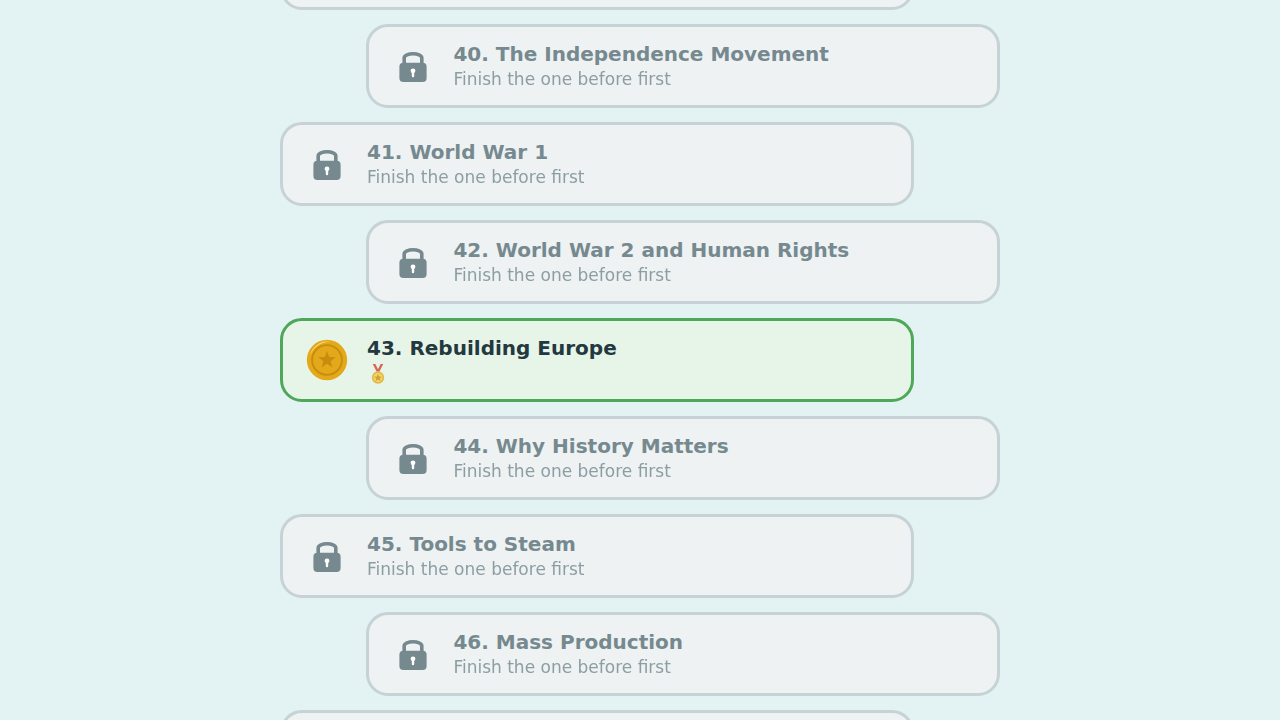 40. The Independence Movement
Finish the one before first
41. World War 1
Finish the one before first
42. World War 2 and Human Rights
Finish the one before first
43. Rebuilding Europe
44. Why History Matters
Finish the one before first
45. Tools to Steam
Finish the one before first
46. Mass Production
Finish the one before first